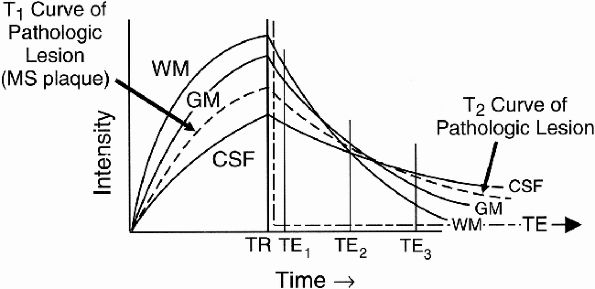 T1 Curve of
Pathologic
Lesion
(MS plaque)
WM
GM
CSF
Intensity
T2 Curve of
Pathologic Lesion
CSF
GM
WM
TE
TR TE1 TE2 TE3
Time →